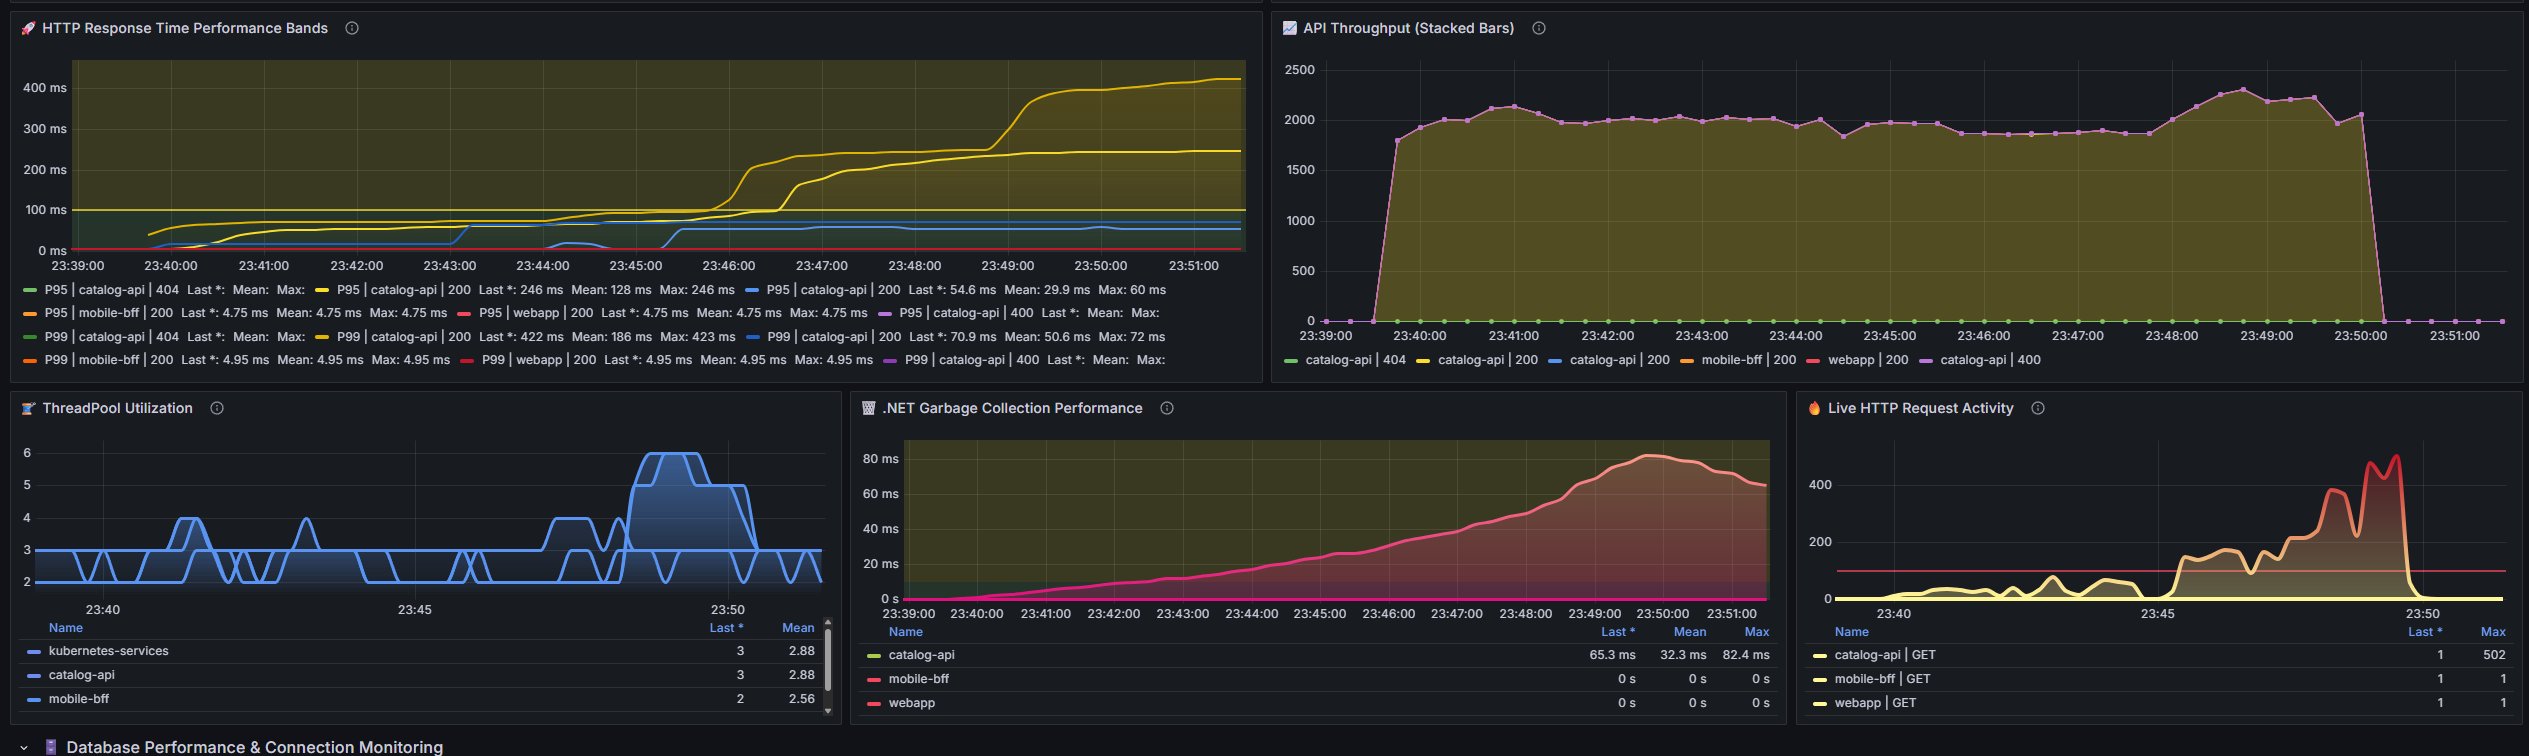 HTTP Response Time Performance Bands
400 ms
300 ms
200 ms
100 ms
0 ms
23:39:00 23:40:00 23:41:00 23:42:00 23:43:00 23:44:00 23:45:00 23:46:00 23:47:00 23:48:00 23:49:00 23:50:00 23:51:00
P95 | catalog-api | 404 Last *: Mean: Max: P95 | catalog-api | 200 Last *: 246 ms Mean: 128 ms Max: 246 ms P95 | catalog-api | 200 Last *: 54.6 ms Mean: 29.9 ms Max: 60 ms
P95 | mobile-bff | 200 Last *: 4.75 ms Mean: 4.75 ms Max: 4.75 ms P95 | webapp | 200 Last *: 4.75 ms Mean: 4.75 ms Max: 4.75 ms P95 | catalog-api | 400 Last *: Mean: Max:
P99 | catalog-api | 404 Last *: Mean: Max: P99 | catalog-api | 200 Last *: 422 ms Mean: 186 ms Max: 423 ms P99 | catalog-api | 200 Last *: 70.9 ms Mean: 50.6 ms Max: 72 ms
P99 | mobile-bff | 200 Last *: 4.95 ms Mean: 4.95 ms Max: 4.95 ms P99 | webapp | 200 Last *: 4.95 ms Mean: 4.95 ms Max: 4.95 ms P99 | catalog-api | 400 Last *: Mean: Max:
API Throughput (Stacked Bars)
2500
2000
1500
1000
500
0
23:39:00 23:40:00 23:41:00 23:42:00 23:43:00 23:44:00 23:45:00 23:46:00 23:47:00 23:48:00 23:49:00 23:50:00 23:51:00
catalog-api | 404 catalog-api | 200 catalog-api | 200 mobile-bff | 200 webapp | 200 catalog-api | 400
ThreadPool Utilization
6
5
4
3
2
23:40 23:45 23:50
Name Last * Mean
kubernetes-services 3 2.88
catalog-api 3 2.88
mobile-bff 2 2.56
.NET Garbage Collection Performance
80 ms
60 ms
40 ms
20 ms
0 s
23:39:00 23:40:00 23:41:00 23:42:00 23:43:00 23:44:00 23:45:00 23:46:00 23:47:00 23:48:00 23:49:00 23:50:00 23:51:00
Name Last * Mean Max
catalog-api 65.3 ms 32.3 ms 82.4 ms
mobile-bff 0 s 0 s 0 s
webapp 0 s 0 s 0 s
Live HTTP Request Activity
400
200
0
23:40 23:45 23:50
Name Last * Max
catalog-api | GET 1 502
mobile-bff | GET 1 1
webapp | GET 1 1
Database Performance & Connection Monitoring